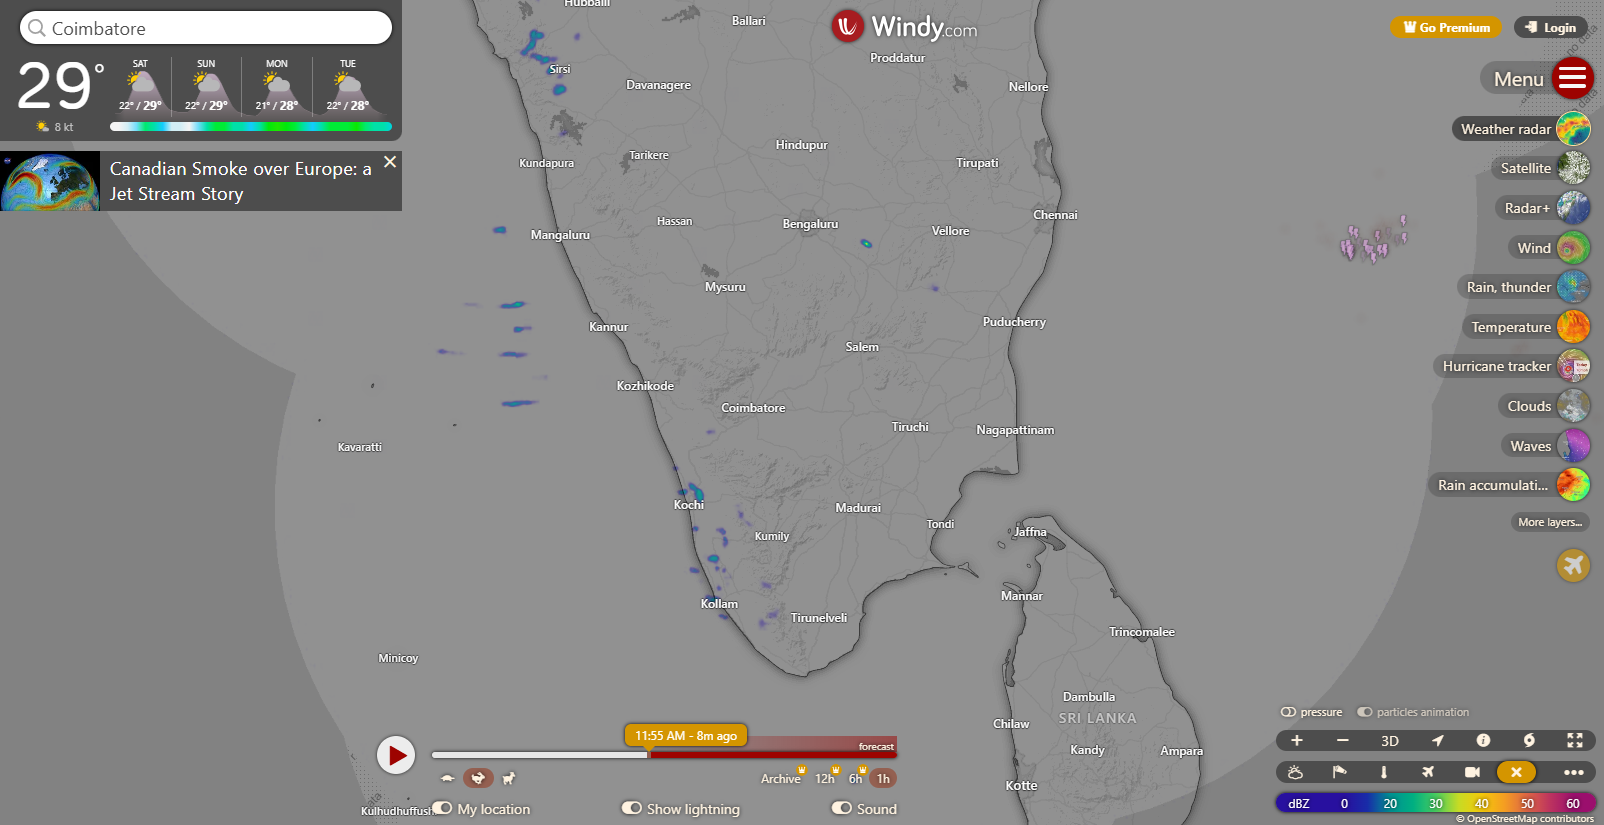 Coimbatore
29°
8 kt
SAT
22° / 29°
SUN
22° / 29°
MON
21° / 28°
TUE
22° / 28°
Canadian Smoke over Europe: a
Jet Stream Story
Windy.com
Go Premium
Login
Menu
Weather radar
Satellite
Radar+
Wind
Rain, thunder
Temperature
Hurricane tracker
Clouds
Waves
Rain accumulati...
More layers...
no data
data
Hubballi
Ballari
Proddatur
Sirsi
Davanagere
Nellore
Hindupur
Kundapura
Tarikere
Tirupati
Hassan
Bengaluru
Chennai
Mangaluru
Vellore
Mysuru
Kannur
Puducherry
Salem
Kozhikode
Coimbatore
Tiruchi
Nagapattinam
Kavaratti
Kochi
Madurai
Tondi
Kumily
Jaffna
Mannar
Kollam
Tirunelveli
Trincomalee
Minicoy
Dambulla
SRI LANKA
Chilaw
Kandy
Ampara
Kotte
Kulhudhuffushi
data
11:55 AM - 8m ago
forecast
Archive
12h
6h
1h
My location
Show lightning
Sound
pressure
particles animation
3D
dBZ 0 20 30 40 50 60
© OpenStreetMap contributors